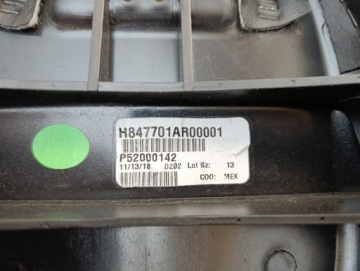 H847701AR00001
P52000142
11/13/18 0202 Lot Sz: 13
COO: MEX